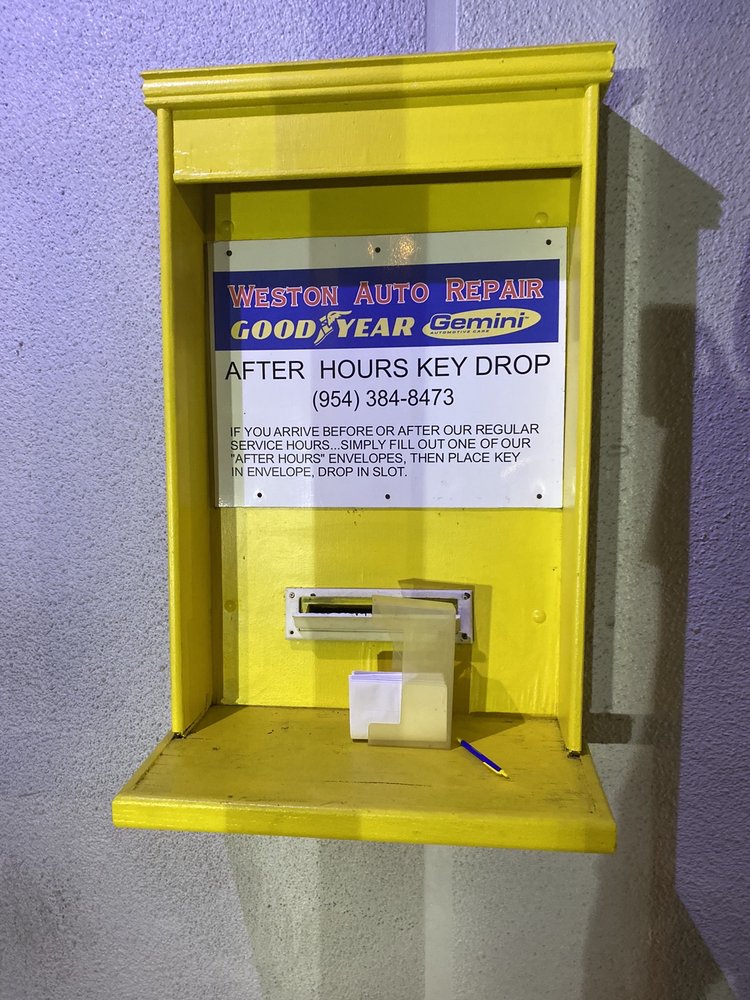 WESTON AUTO REPAIR
GOODYEAR Gemini
AUTOMOTIVE CARE
AFTER HOURS KEY DROP
(954) 384-8473
IF YOU ARRIVE BEFORE OR AFTER OUR REGULAR
SERVICE HOURS...SIMPLY FILL OUT ONE OF OUR
"AFTER HOURS" ENVELOPES, THEN PLACE KEY
IN ENVELOPE, DROP IN SLOT.